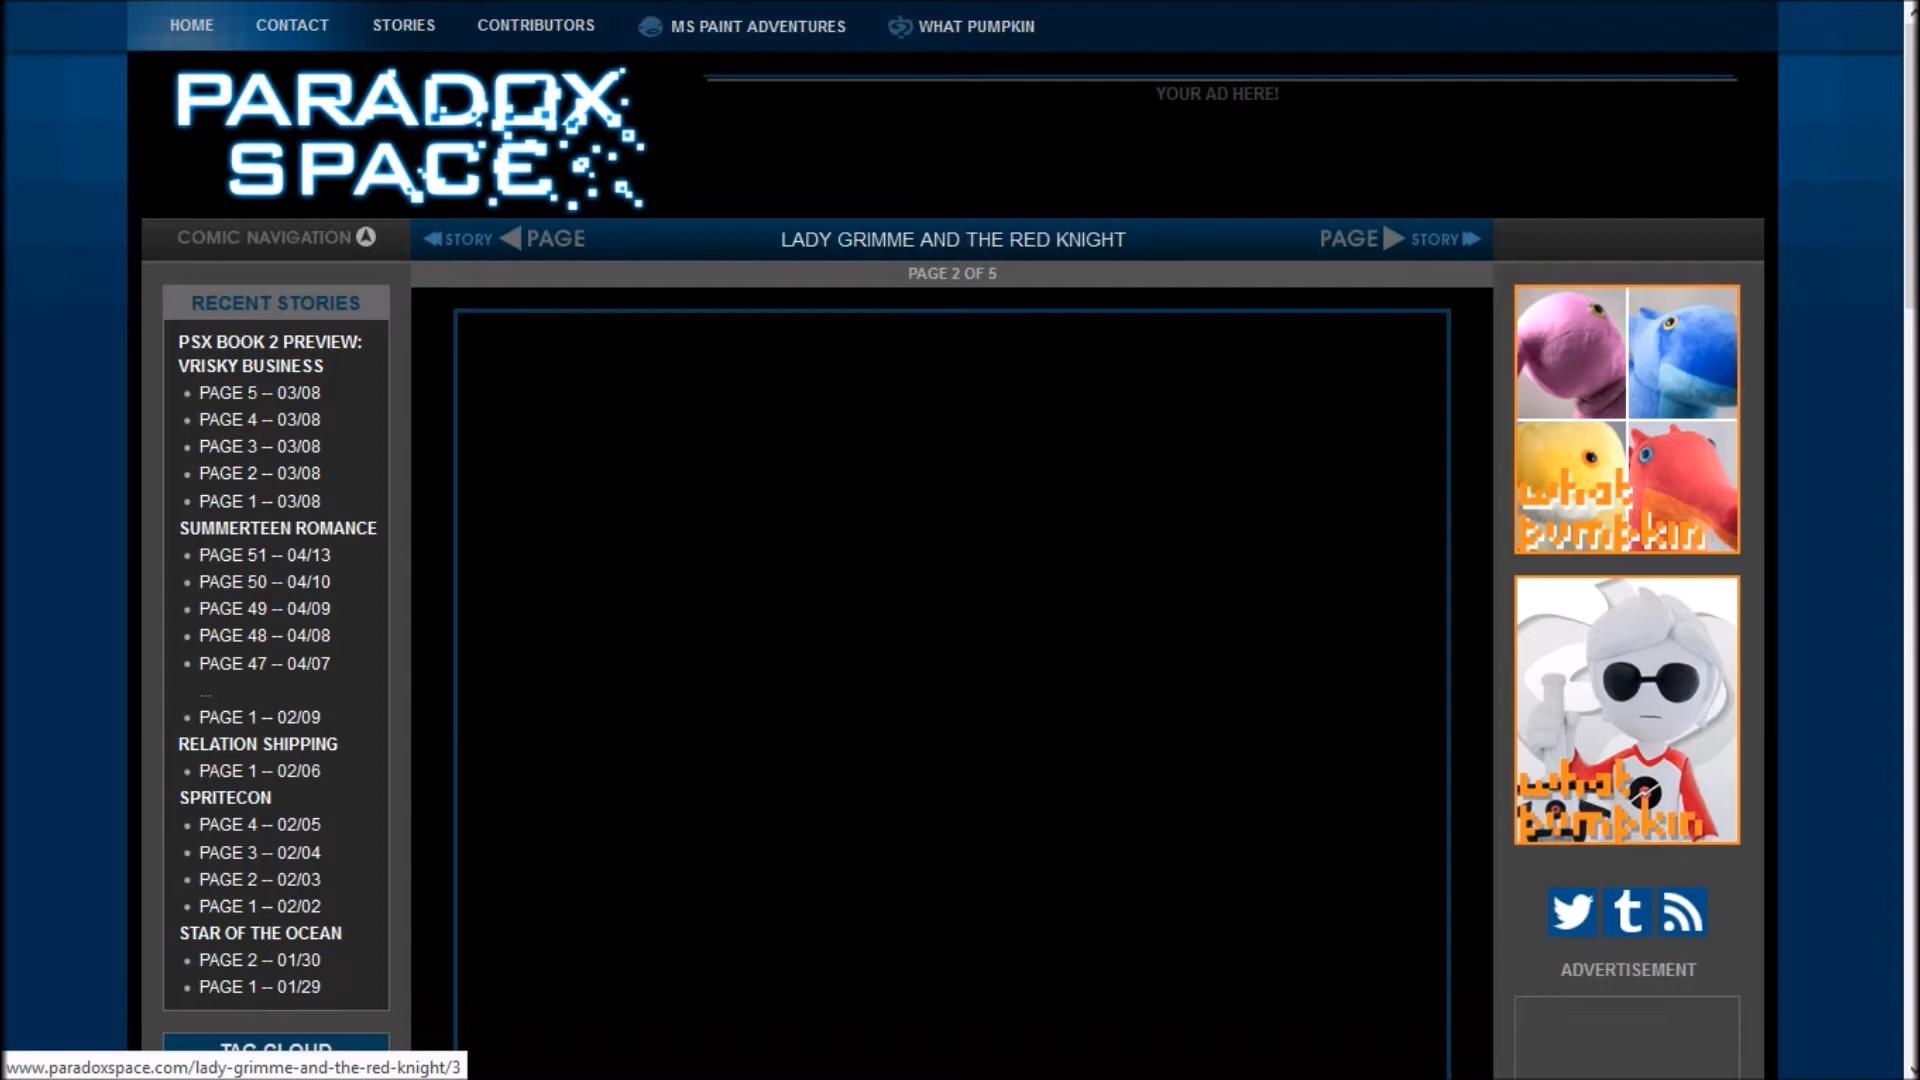 HOME CONTACT STORIES CONTRIBUTORS MS PAINT ADVENTURES WHAT PUMPKIN
PARADOX
SPACE
YOUR AD HERE!
COMIC NAVIGATION
STORY PAGE
LADY GRIMME AND THE RED KNIGHT
PAGE STORY
PAGE 2 OF 5
RECENT STORIES
PSX BOOK 2 PREVIEW:
VRISKY BUSINESS
PAGE 5 -- 03/08
PAGE 4 -- 03/08
PAGE 3 -- 03/08
PAGE 2 -- 03/08
PAGE 1 -- 03/08
SUMMERTEEN ROMANCE
PAGE 51 -- 04/13
PAGE 50 -- 04/10
PAGE 49 -- 04/09
PAGE 48 -- 04/08
PAGE 47 -- 04/07
...
PAGE 1 -- 02/09
RELATION SHIPPING
PAGE 1 -- 02/06
SPRITECON
PAGE 4 -- 02/05
PAGE 3 -- 02/04
PAGE 2 -- 02/03
PAGE 1 -- 02/02
STAR OF THE OCEAN
PAGE 2 -- 01/30
PAGE 1 -- 01/29
TAG CLOUD
what
pumpkin
what
pumpkin
ADVERTISEMENT
www.paradoxspace.com/lady-grimme-and-the-red-knight/3